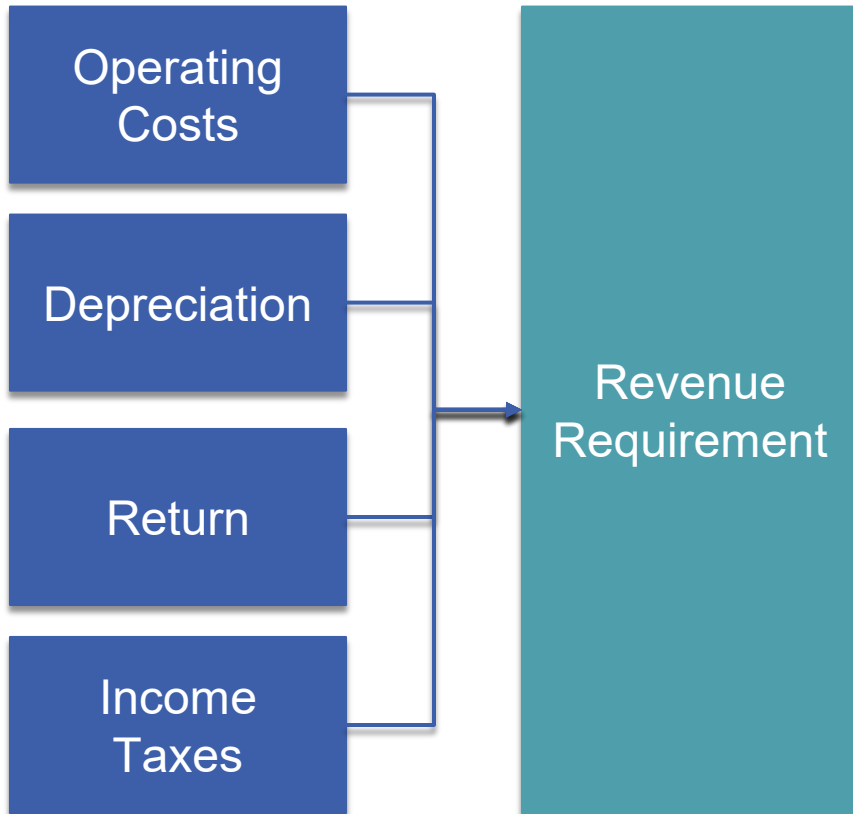 Operating
Costs
Depreciation
Return
Income
Taxes
Revenue
Requirement